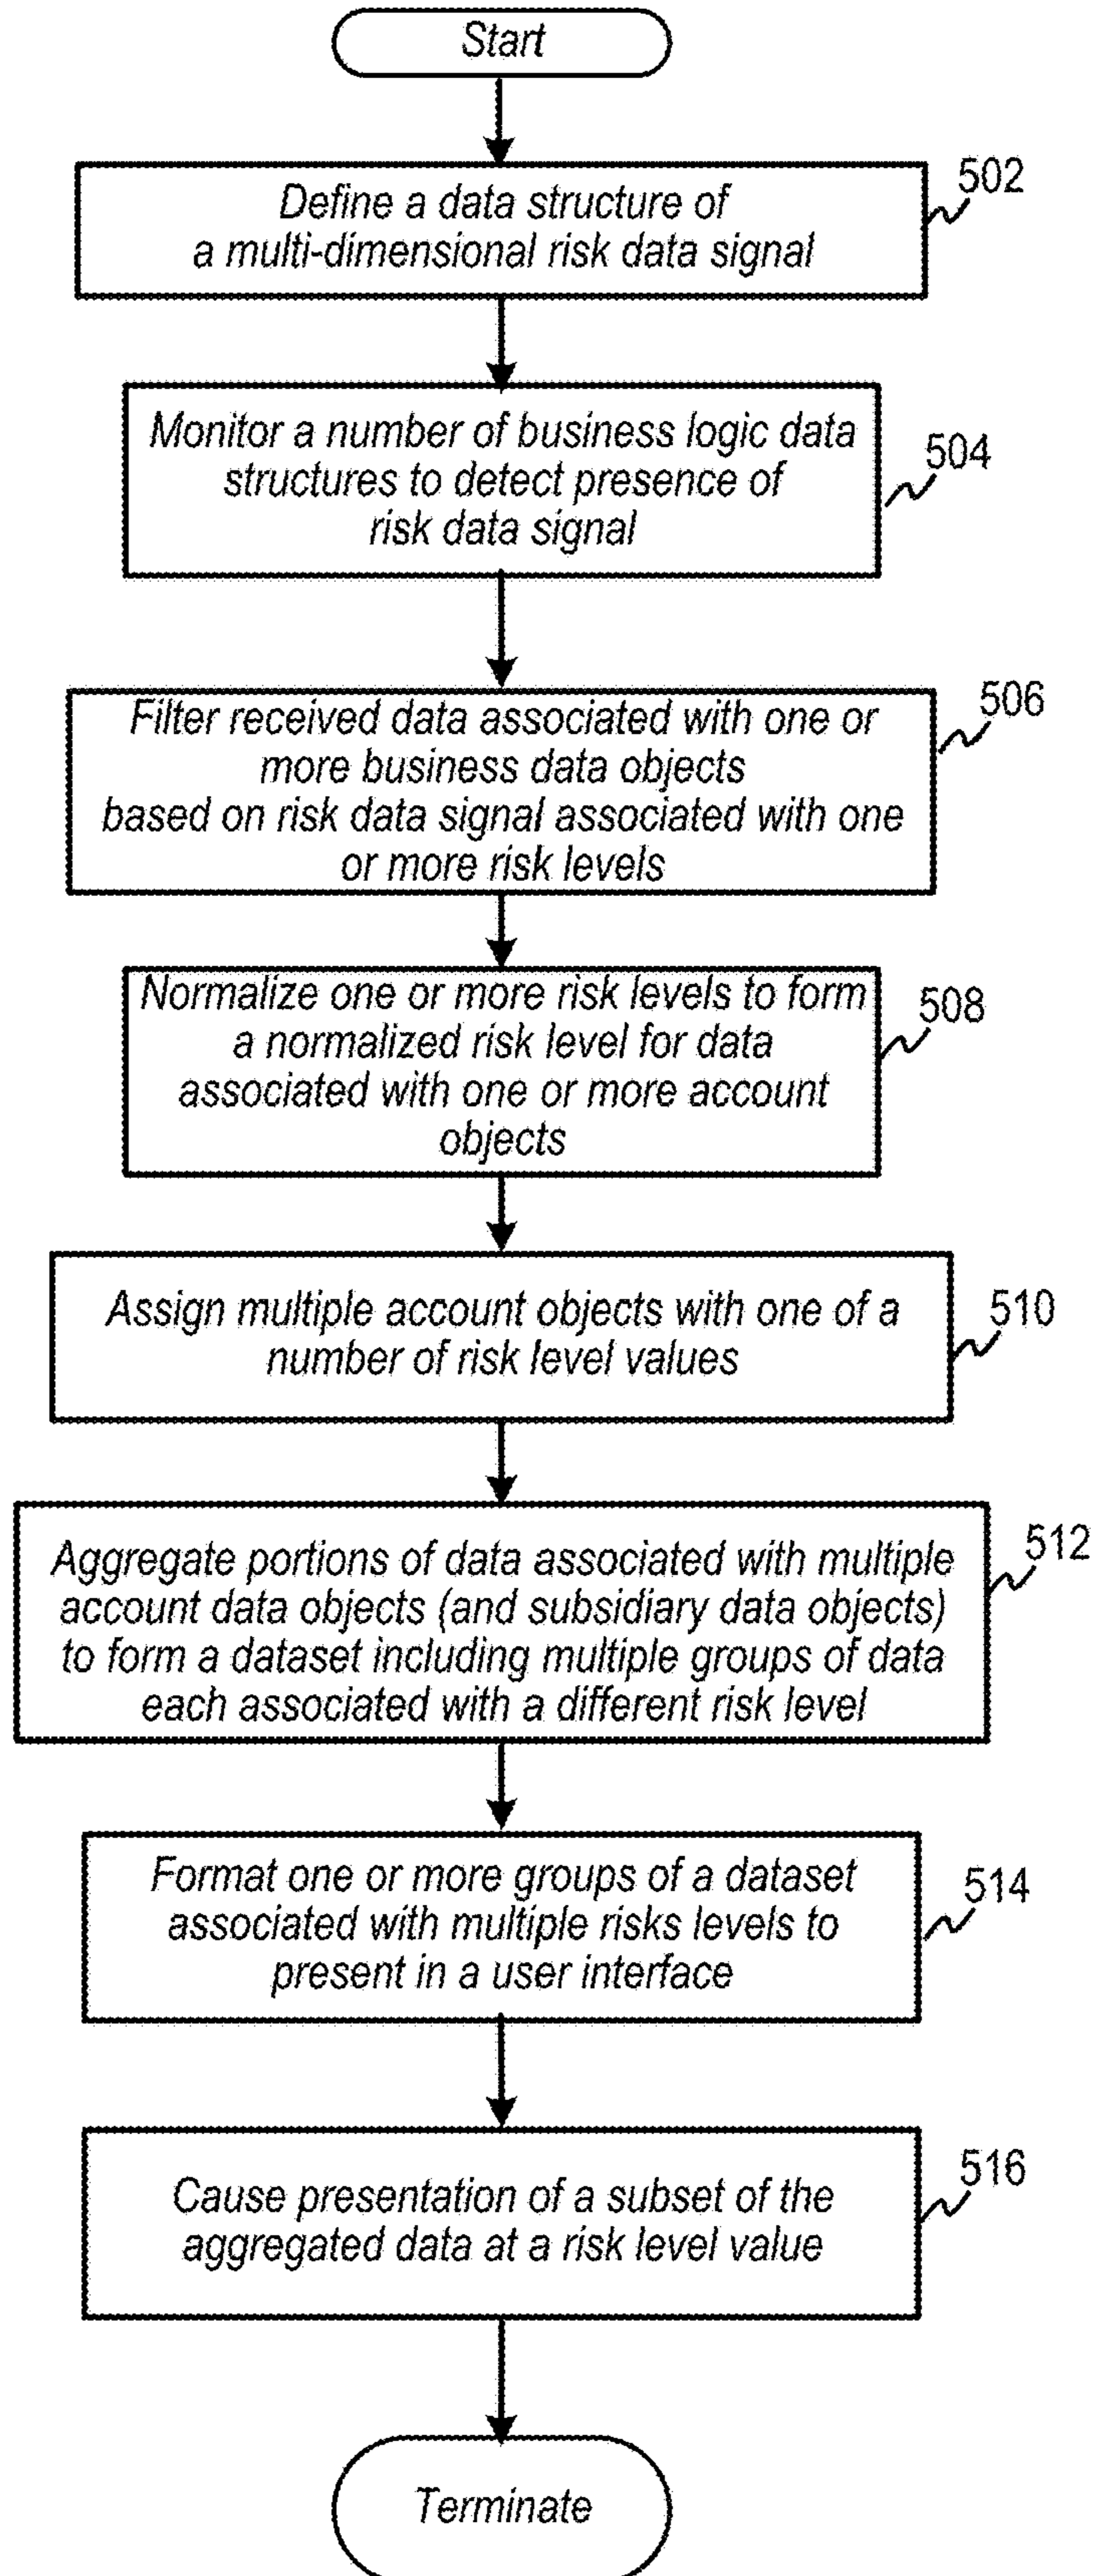 Start
502
Define a data structure of
a multi-dimensional risk data signal
504
Monitor a number of business logic data
structures to detect presence of
risk data signal
506
Filter received data associated with one or
more business data objects
based on risk data signal associated with one
or more risk levels
508
Normalize one or more risk levels to form
a normalized risk level for data
associated with one or more account
objects
510
Assign multiple account objects with one of a
number of risk level values
512
Aggregate portions of data associated with multiple
account data objects (and subsidiary data objects)
to form a dataset including multiple groups of data
each associated with a different risk level
514
Format one or more groups of a dataset
associated with multiple risks levels to
present in a user interface
516
Cause presentation of a subset of the
aggregated data at a risk level value
Terminate